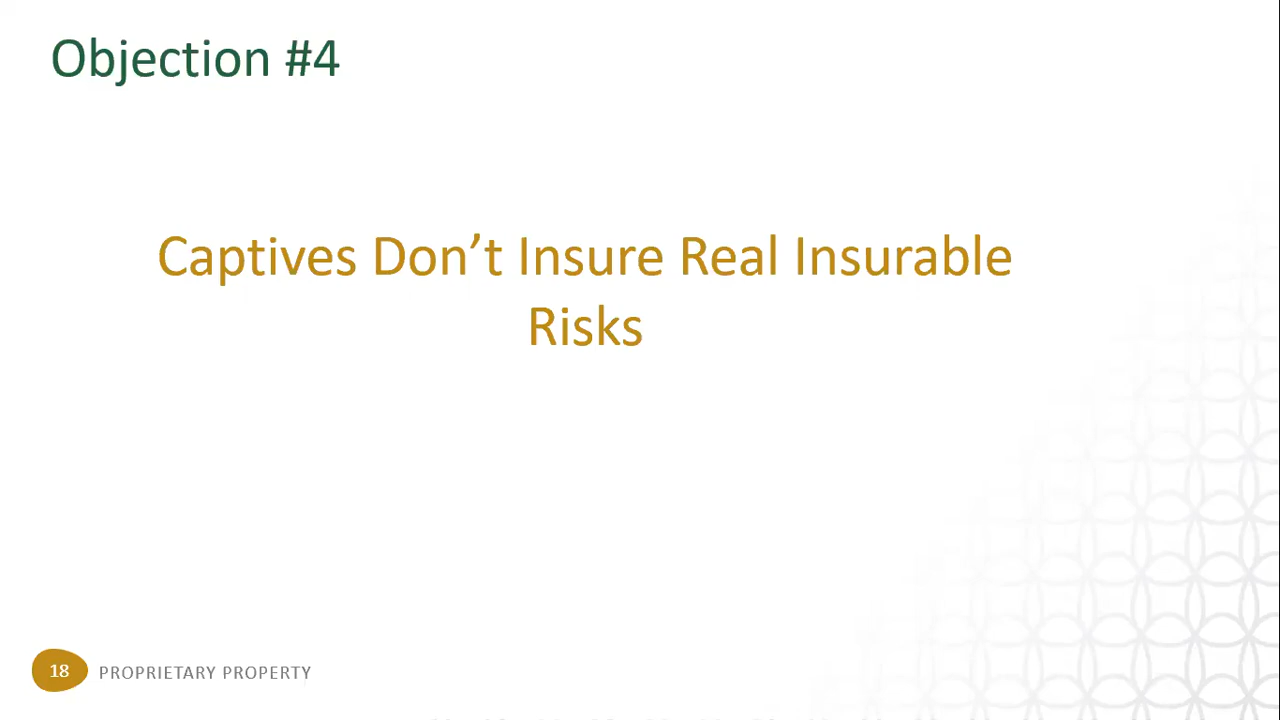 Objection #4
Captives Don’t Insure Real Insurable
Risks
18 PROPRIETARY PROPERTY